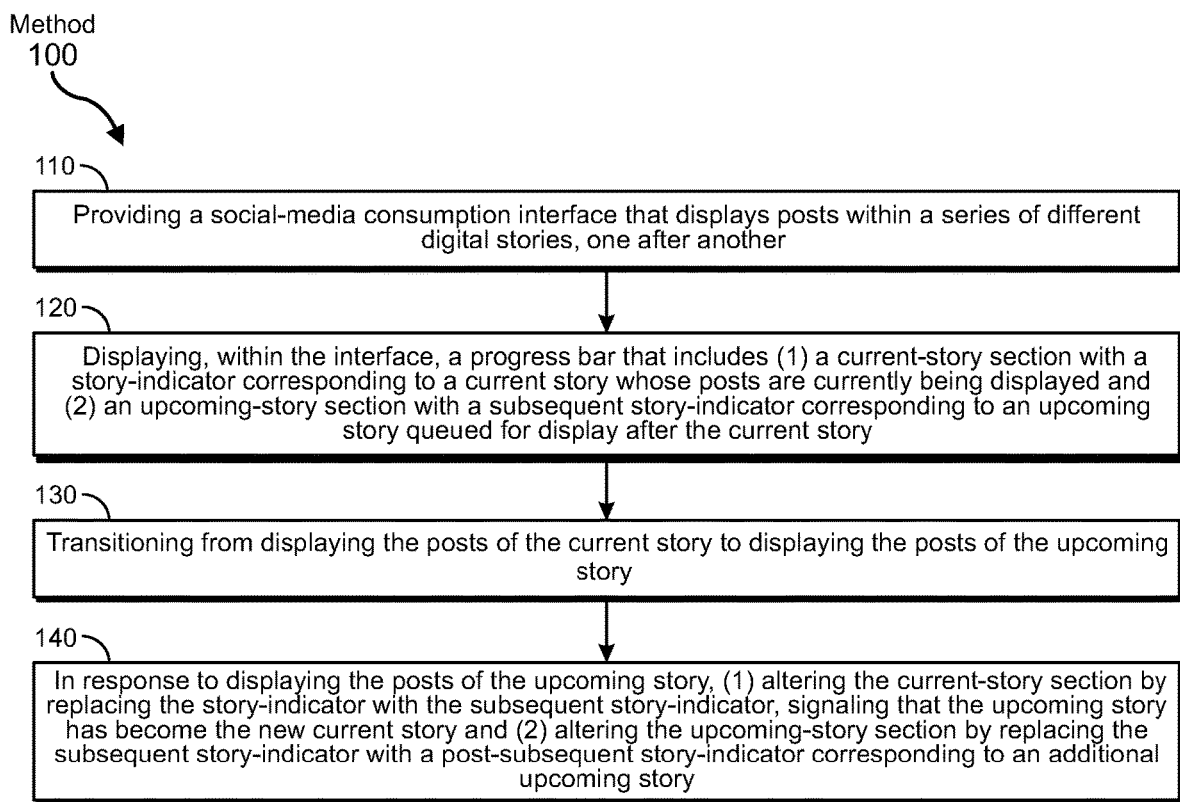 Method
100
110
Providing a social-media consumption interface that displays posts within a series of different
digital stories, one after another
120
Displaying, within the interface, a progress bar that includes (1) a current-story section with a
story-indicator corresponding to a current story whose posts are currently being displayed and
(2) an upcoming-story section with a subsequent story-indicator corresponding to an upcoming
story queued for display after the current story
130
Transitioning from displaying the posts of the current story to displaying the posts of the upcoming
story
140
In response to displaying the posts of the upcoming story, (1) altering the current-story section by
replacing the story-indicator with the subsequent story-indicator, signaling that the upcoming story
has become the new current story and (2) altering the upcoming-story section by replacing the
subsequent story-indicator with a post-subsequent story-indicator corresponding to an additional
upcoming story